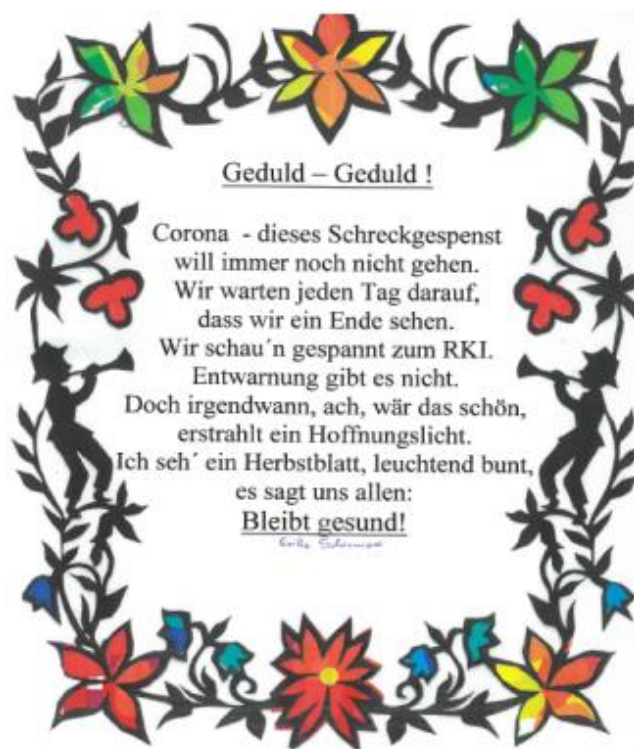 Geduld – Geduld !
Corona - dieses Schreckgespenst
will immer noch nicht gehen.
Wir warten jeden Tag darauf,
dass wir ein Ende sehen.
Wir schau´n gespannt zum RKI.
Entwarnung gibt es nicht.
Doch irgendwann, ach, wär das schön,
erstrahlt ein Hoffnungslicht.
Ich seh´ ein Herbstblatt, leuchtend bunt,
es sagt uns allen:
Bleibt gesund!